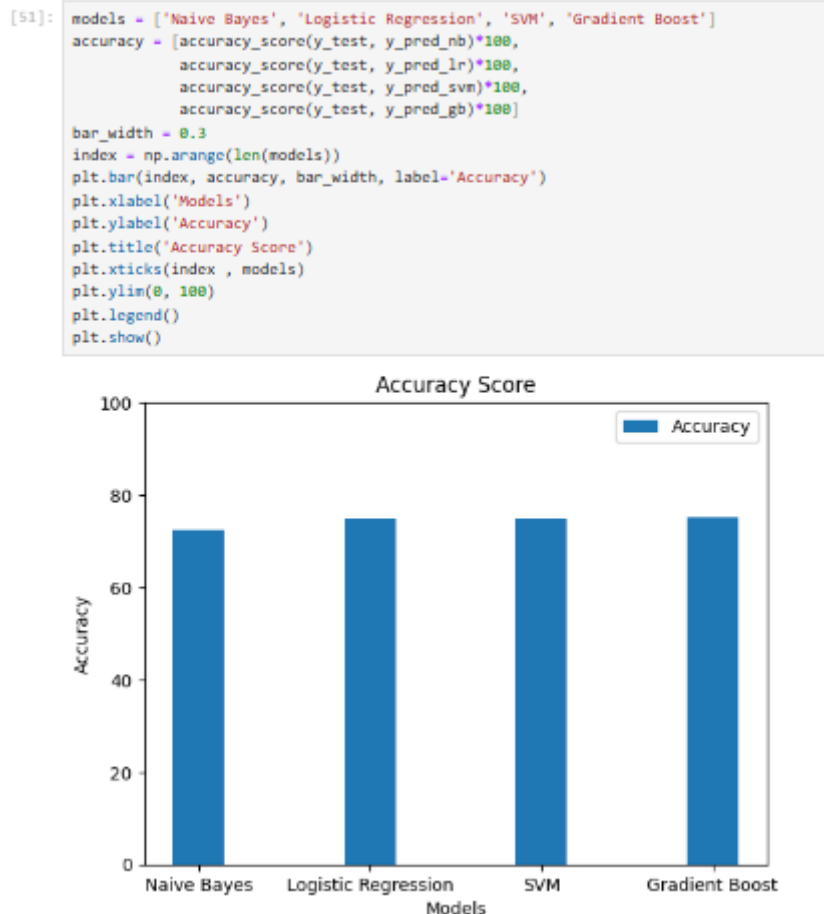 [51]: models = ['Naive Bayes', 'Logistic Regression', 'SVM', 'Gradient Boost']
accuracy = [accuracy_score(y_test, y_pred_nb)*100,
accuracy_score(y_test, y_pred_lr)*100,
accuracy_score(y_test, y_pred_svm)*100,
accuracy_score(y_test, y_pred_gb)*100]
bar_width = 0.3
index = np.arange(len(models))
plt.bar(index, accuracy, bar_width, label='Accuracy')
plt.xlabel('Models')
plt.ylabel('Accuracy')
plt.title('Accuracy Score')
plt.xticks(index , models)
plt.ylim(0, 100)
plt.legend()
plt.show()
Accuracy Score
100
Accuracy
80
60
Accuracy
40
20
0
Naive Bayes Logistic Regression SVM Gradient Boost
Models